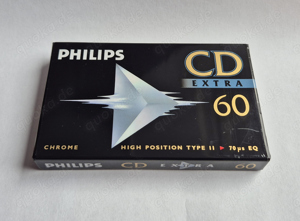 PHILIPS
CD
EXTRA
60
CHROME
HIGH POSITION TYPE II ▶ 70µs EQ
PHILIPS CD EXTRA 60